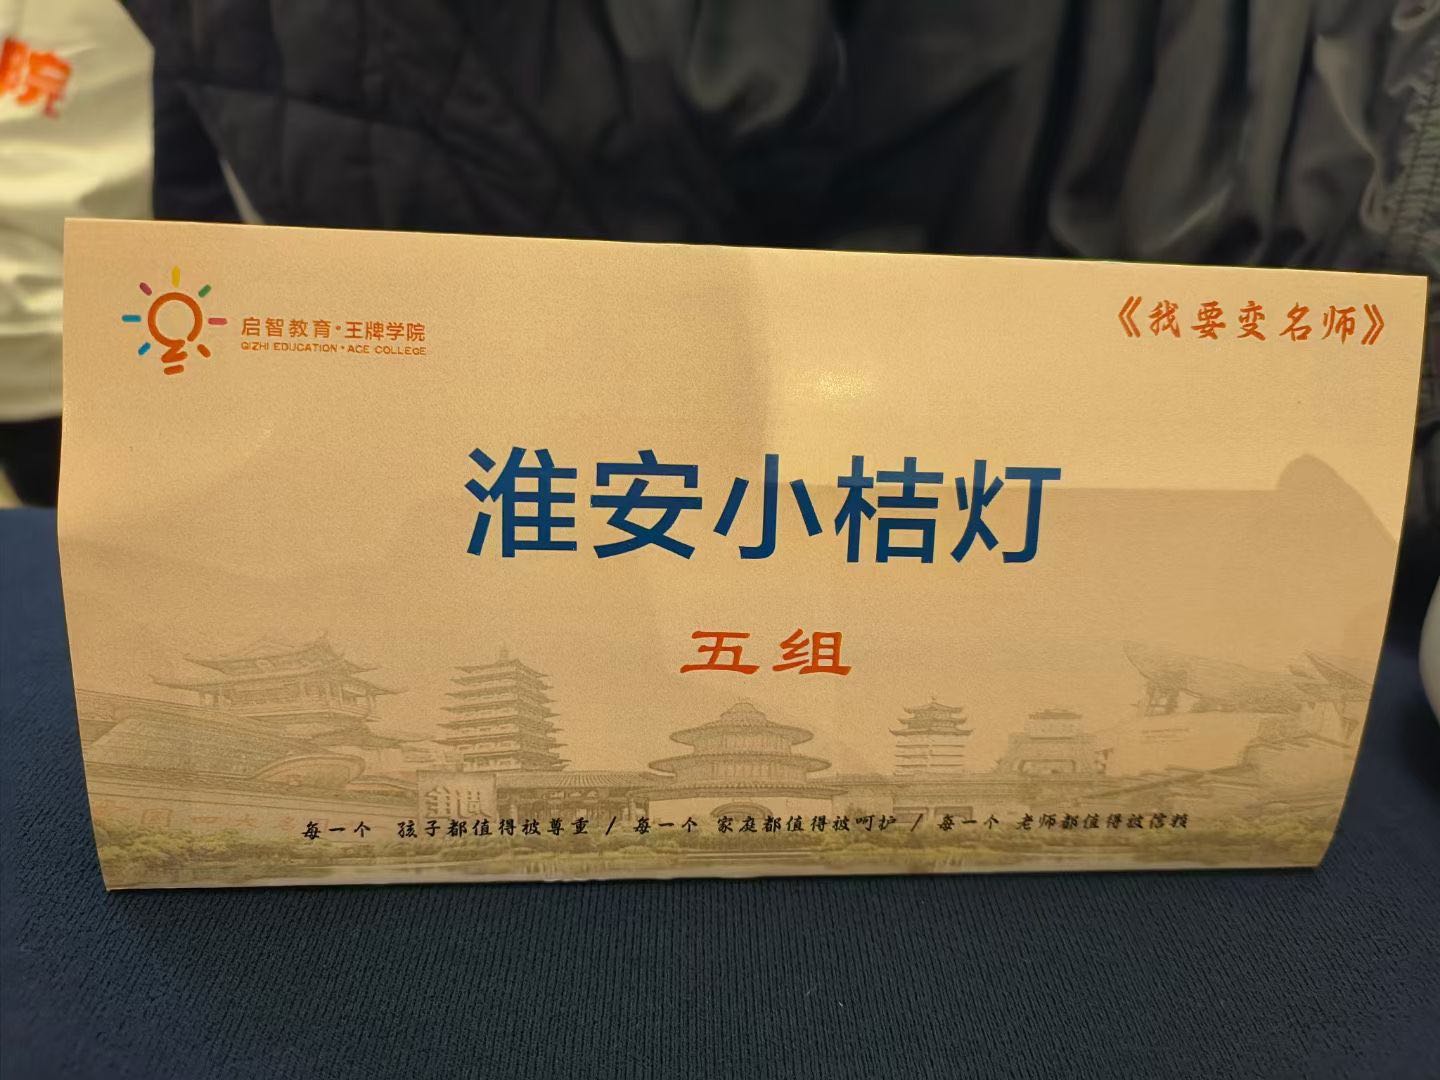 院
启智教育·王牌学院
QIZHI EDUCATION·ACE COLLEGE
《我要变名师》
淮安小桔灯
五组
每一个 孩子都值得被尊重 / 每一个 家庭都值得被呵护 / 每一个 老师都值得被信赖